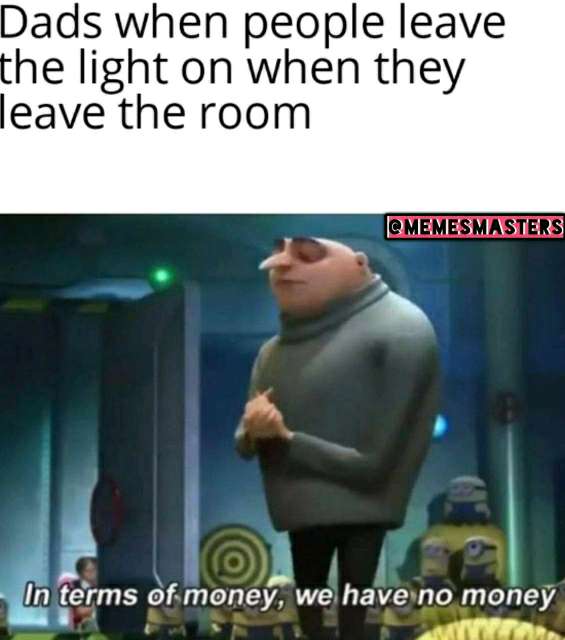 Dads when people leave
the light on when they
leave the room
@MEMESMASTERS
In terms of money, we have no money